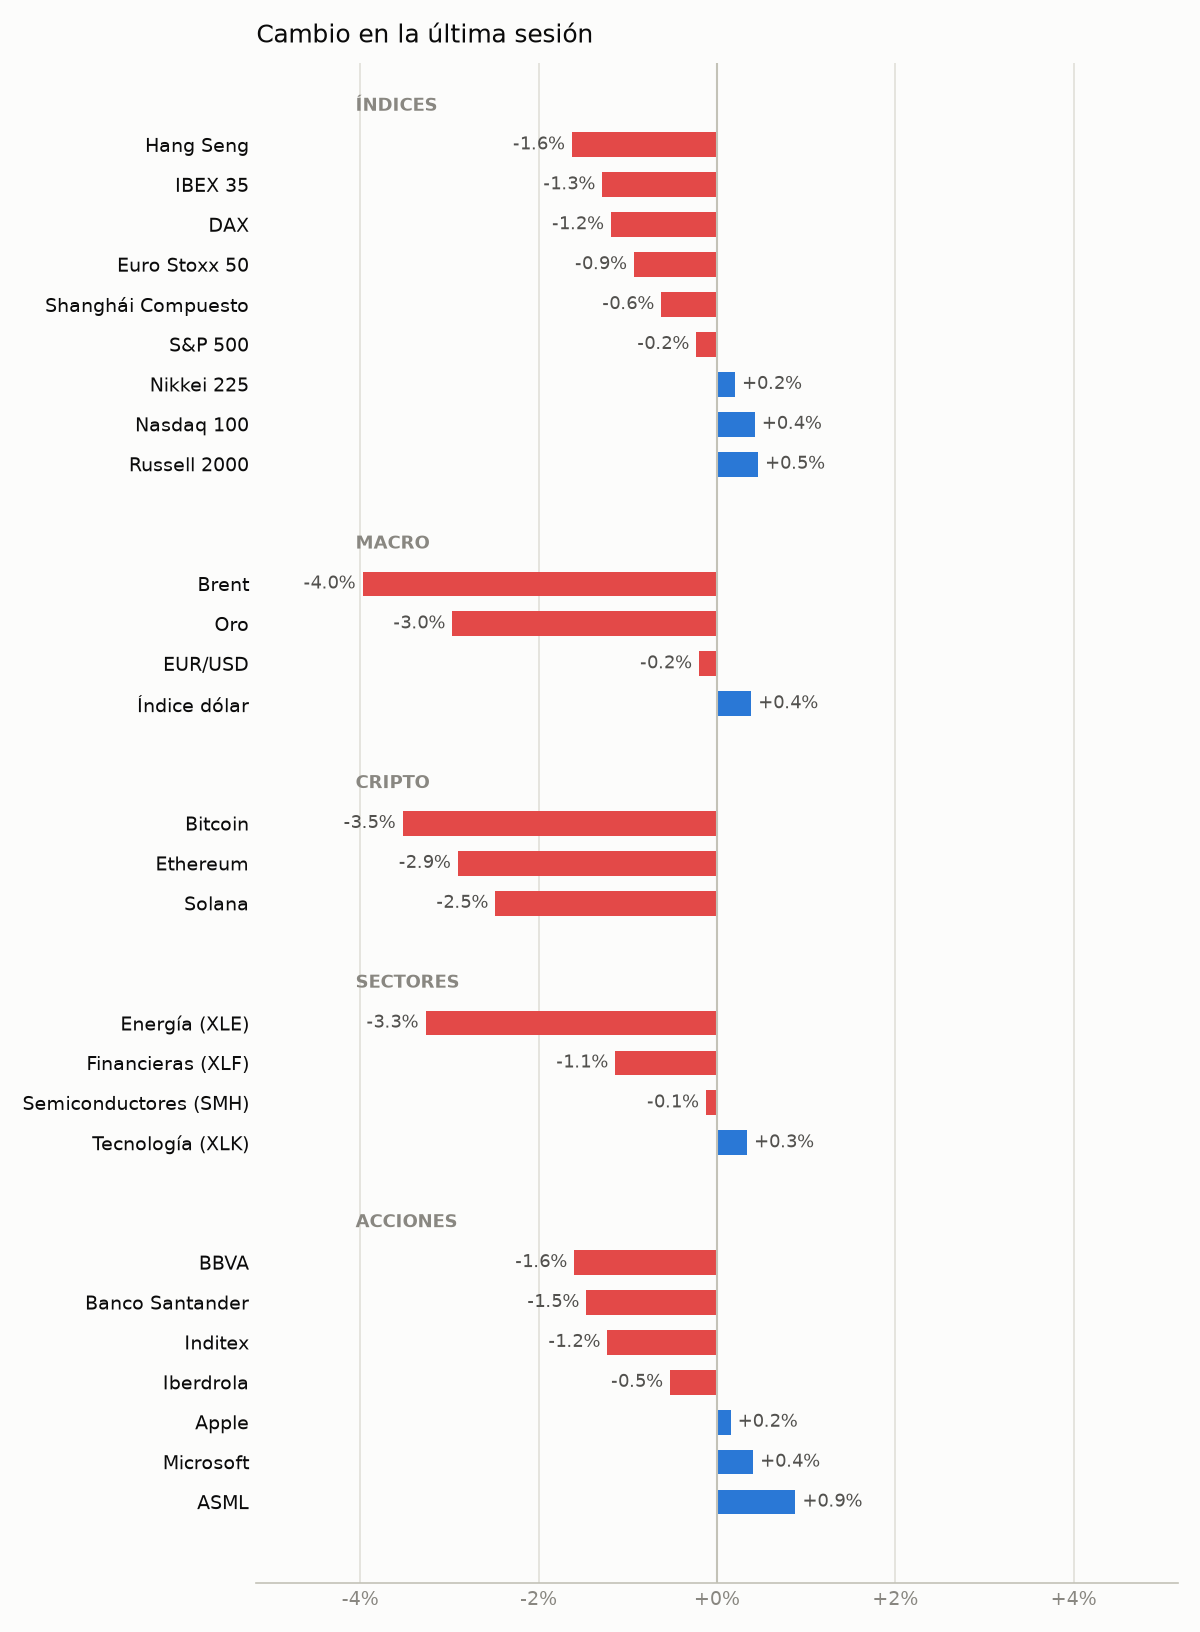 Cambio en la última sesión
ÍNDICES
Hang Seng -1.6%
IBEX 35 -1.3%
DAX -1.2%
Euro Stoxx 50 -0.9%
Shanghái Compuesto -0.6%
S&P 500 -0.2%
Nikkei 225 +0.2%
Nasdaq 100 +0.4%
Russell 2000 +0.5%
MACRO
Brent -4.0%
Oro -3.0%
EUR/USD -0.2%
Índice dólar +0.4%
CRIPTO
Bitcoin -3.5%
Ethereum -2.9%
Solana -2.5%
SECTORES
Energía (XLE) -3.3%
Financieras (XLF) -1.1%
Semiconductores (SMH) -0.1%
Tecnología (XLK) +0.3%
ACCIONES
BBVA -1.6%
Banco Santander -1.5%
Inditex -1.2%
Iberdrola -0.5%
Apple +0.2%
Microsoft +0.4%
ASML +0.9%
-4% -2% +0% +2% +4%